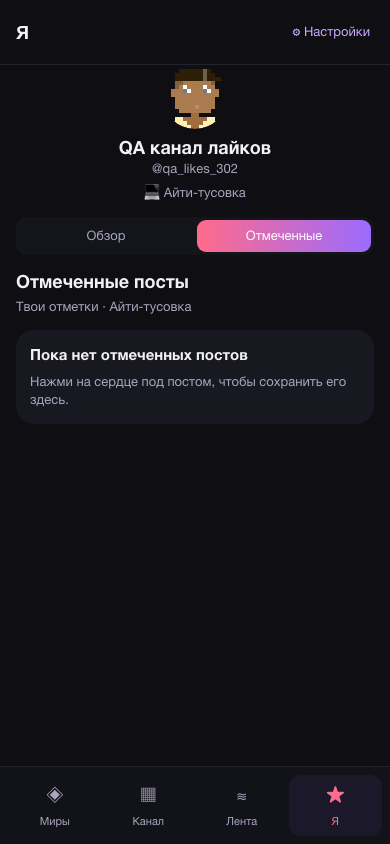 Я
⚙ Настройки
QA канал лайков
@qa_likes_302
💻 Айти-тусовка
Обзор
Отмеченные
Отмеченные посты
Твои отметки · Айти-тусовка
Пока нет отмеченных постов
Нажми на сердце под постом, чтобы сохранить его
здесь.
Миры
Канал
Лента
Я